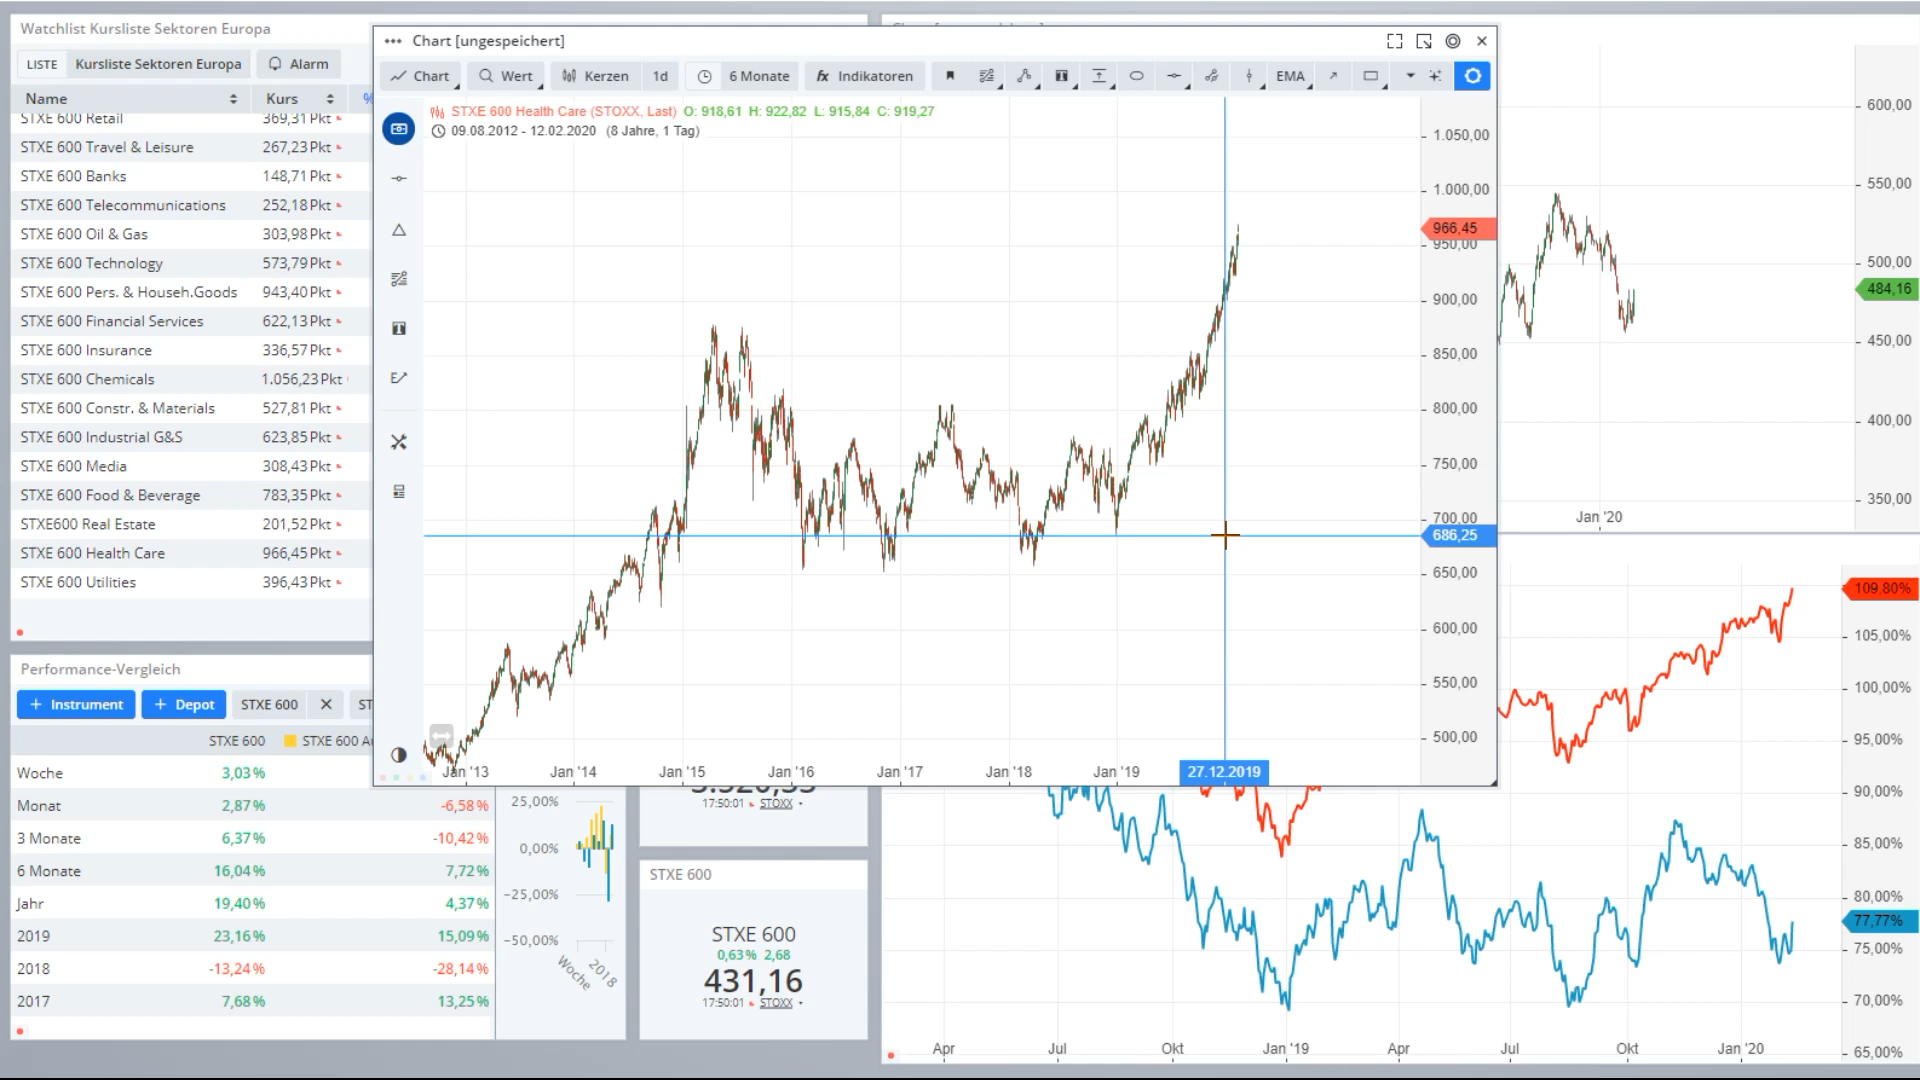 Watchlist Kursliste Sektoren Europa
LISTE Kursliste Sektoren Europa Alarm
Name Kurs %
STXE 600 Retail 369,31 Pkt
STXE 600 Travel & Leisure 267,23 Pkt
STXE 600 Banks 148,71 Pkt
STXE 600 Telecommunications 252,18 Pkt
STXE 600 Oil & Gas 303,98 Pkt
STXE 600 Technology 573,79 Pkt
STXE 600 Pers. & Househ.Goods 943,40 Pkt
STXE 600 Financial Services 622,13 Pkt
STXE 600 Insurance 336,57 Pkt
STXE 600 Chemicals 1.056,23 Pkt
STXE 600 Constr. & Materials 527,81 Pkt
STXE 600 Industrial G&S 623,85 Pkt
STXE 600 Media 308,43 Pkt
STXE 600 Food & Beverage 783,35 Pkt
STXE600 Real Estate 201,52 Pkt
STXE 600 Health Care 966,45 Pkt
STXE 600 Utilities 396,43 Pkt
Chart [ungespeichert]
Chart Wert Kerzen 1d 6 Monate fx Indikatoren EMA
STXE 600 Health Care (STOXX, Last) O: 918,61 H: 922,82 L: 915,84 C: 919,27
09.08.2012 - 12.02.2020 (8 Jahre, 1 Tag)
1.050,00
1.000,00
966,45
950,00
900,00
850,00
800,00
750,00
700,00
686,25
650,00
600,00
550,00
500,00
Jan '13 Jan '14 Jan '15 Jan '16 Jan '17 Jan '18 Jan '19 27.12.2019
600,00
550,00
500,00
484,16
450,00
400,00
350,00
Jan '20
Performance-Vergleich
+ Instrument + Depot STXE 600 ST
STXE 600 STXE 600 Au
Woche 3,03 %
Monat 2,87 % -6,58 %
3 Monate 6,37 % -10,42 %
6 Monate 16,04 % 7,72 %
Jahr 19,40 % 4,37 %
2019 23,16 % 15,09 %
2018 -13,24 % -28,14 %
2017 7,68 % 13,25 %
25,00%
0,00%
−25,00%
−50,00%
Woche 2018
17:50:01 STOXX
STXE 600
STXE 600
0,63 % 2,68
431,16
17:50:01 STOXX
109,80%
105,00%
100,00%
95,00%
90,00%
85,00%
80,00%
77,77%
75,00%
70,00%
65,00%
Apr Jul Okt Jan '19 Apr Jul Okt Jan '20